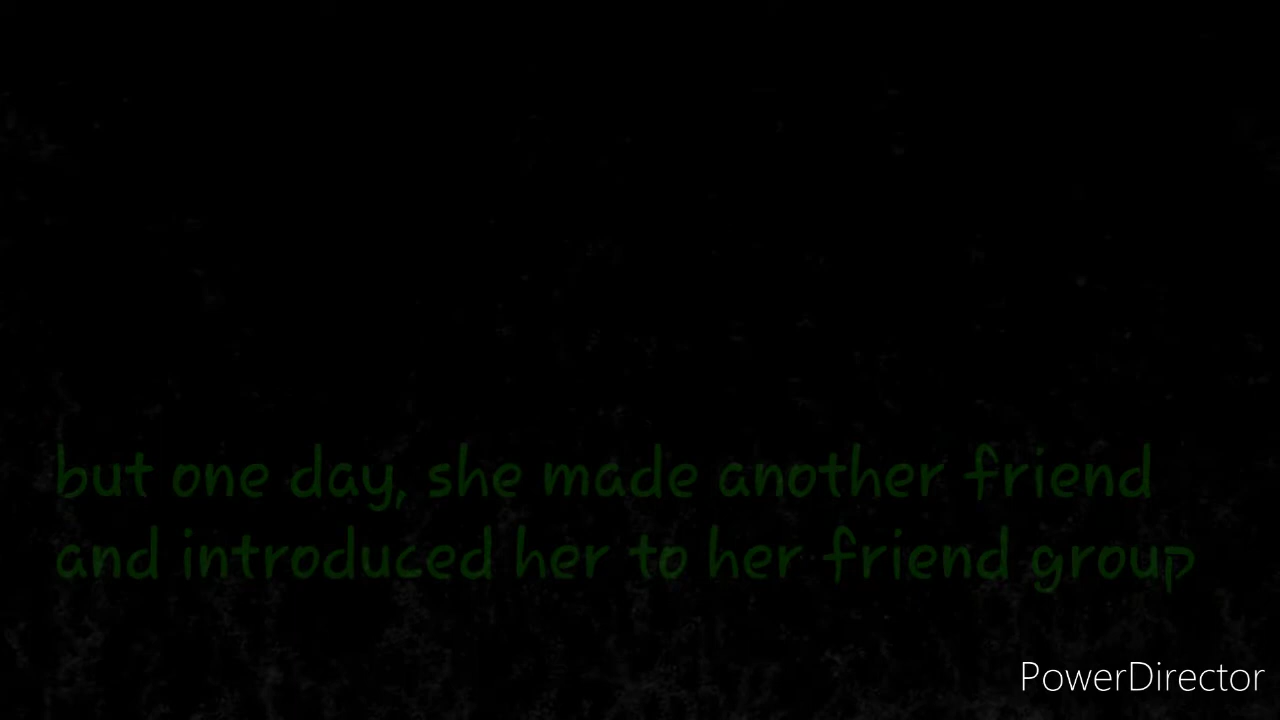 but one day, she made another friend
and introduced her to her friend group
PowerDirector